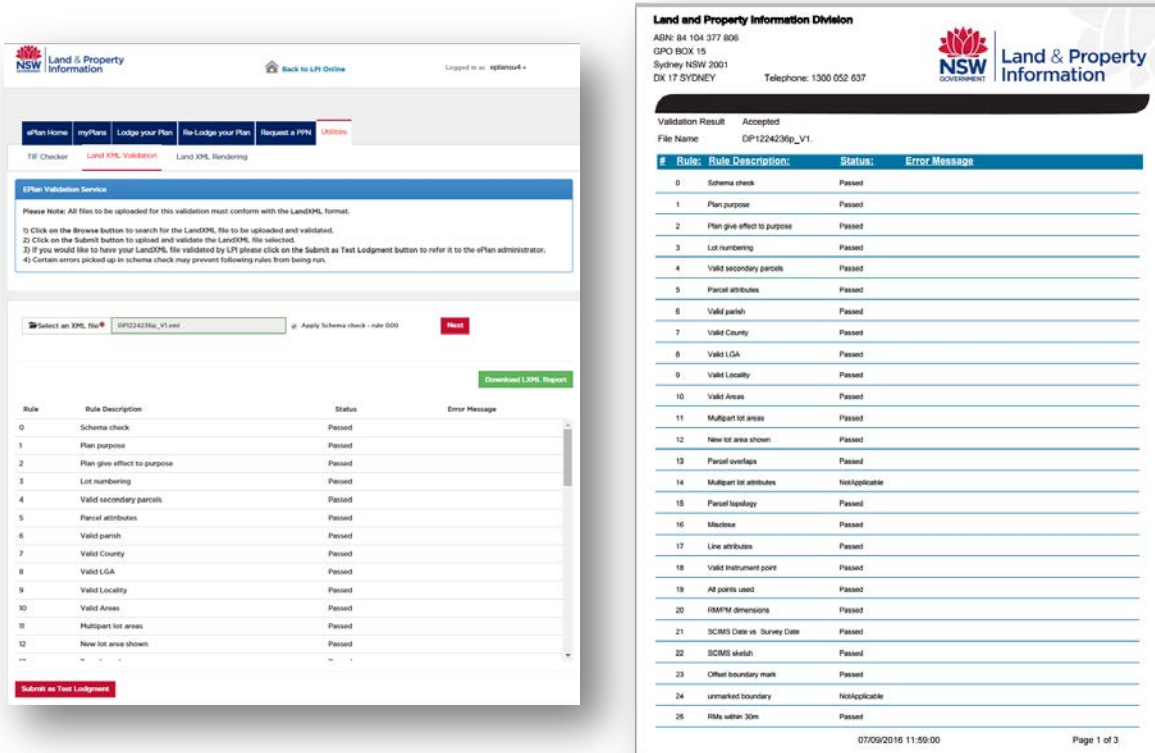 NSW
GOVERNMENT
Land & Property
Information
Back to LPI Online
Logged in as eplansu4
ePlan Home myPlans Lodge your Plan Re-Lodge your Plan Request a PPN Utilities
TIF Checker Land XML Validation Land XML Rendering
EPlan Validation Service
Please Note: All files to be uploaded for this validation must conform with the LandXML format.
1) Click on the Browse button to search for the LandXML file to be uploaded and validated.
2) Click on the Submit button to upload and validate the LandXML file selected.
3) If you would like to have your LandXML file validated by LPI please click on the Submit as Test Lodgment button to refer it to the ePlan administrator.
4) Certain errors picked up in schema check may prevent following rules from being run.
Select an XML file DP1224236p_V1.xml Apply Schema check - rule 000 Next
Download LXML Report
Rule Rule Description Status Error Message
0 Schema check Passed
1 Plan purpose Passed
2 Plan give effect to purpose Passed
3 Lot numbering Passed
4 Valid secondary parcels Passed
5 Parcel attributes Passed
6 Valid parish Passed
7 Valid County Passed
8 Valid LGA Passed
9 Valid Locality Passed
10 Valid Areas Passed
11 Multipart lot areas Passed
12 New lot area shown Passed
Submit as Test Lodgment
Land and Property Information Division
ABN: 84 104 377 806
GPO BOX 15
Sydney NSW 2001
DX 17 SYDNEY Telephone: 1300 052 637
NSW
GOVERNMENT
Land & Property
Information
Validation Result Accepted
File Name DP1224236p_V1.
# Rule: Rule Description: Status: Error Message
0 Schema check Passed
1 Plan purpose Passed
2 Plan give effect to purpose Passed
3 Lot numbering Passed
4 Valid secondary parcels Passed
5 Parcel attributes Passed
6 Valid parish Passed
7 Valid County Passed
8 Valid LGA Passed
9 Valid Locality Passed
10 Valid Areas Passed
11 Multipart lot areas Passed
12 New lot area shown Passed
13 Parcel overlaps Passed
14 Multipart lot attributes NotApplicable
15 Parcel topology Passed
16 Misclose Passed
17 Line attributes Passed
18 Valid Instrument point Passed
19 All points used Passed
20 RM/PM dimensions Passed
21 SCIMS Date vs Survey Date Passed
22 SCIMS sketch Passed
23 Offset boundary mark Passed
24 unmarked boundary NotApplicable
25 RMs within 30m Passed
07/09/2016 11:59:00 Page 1 of 3